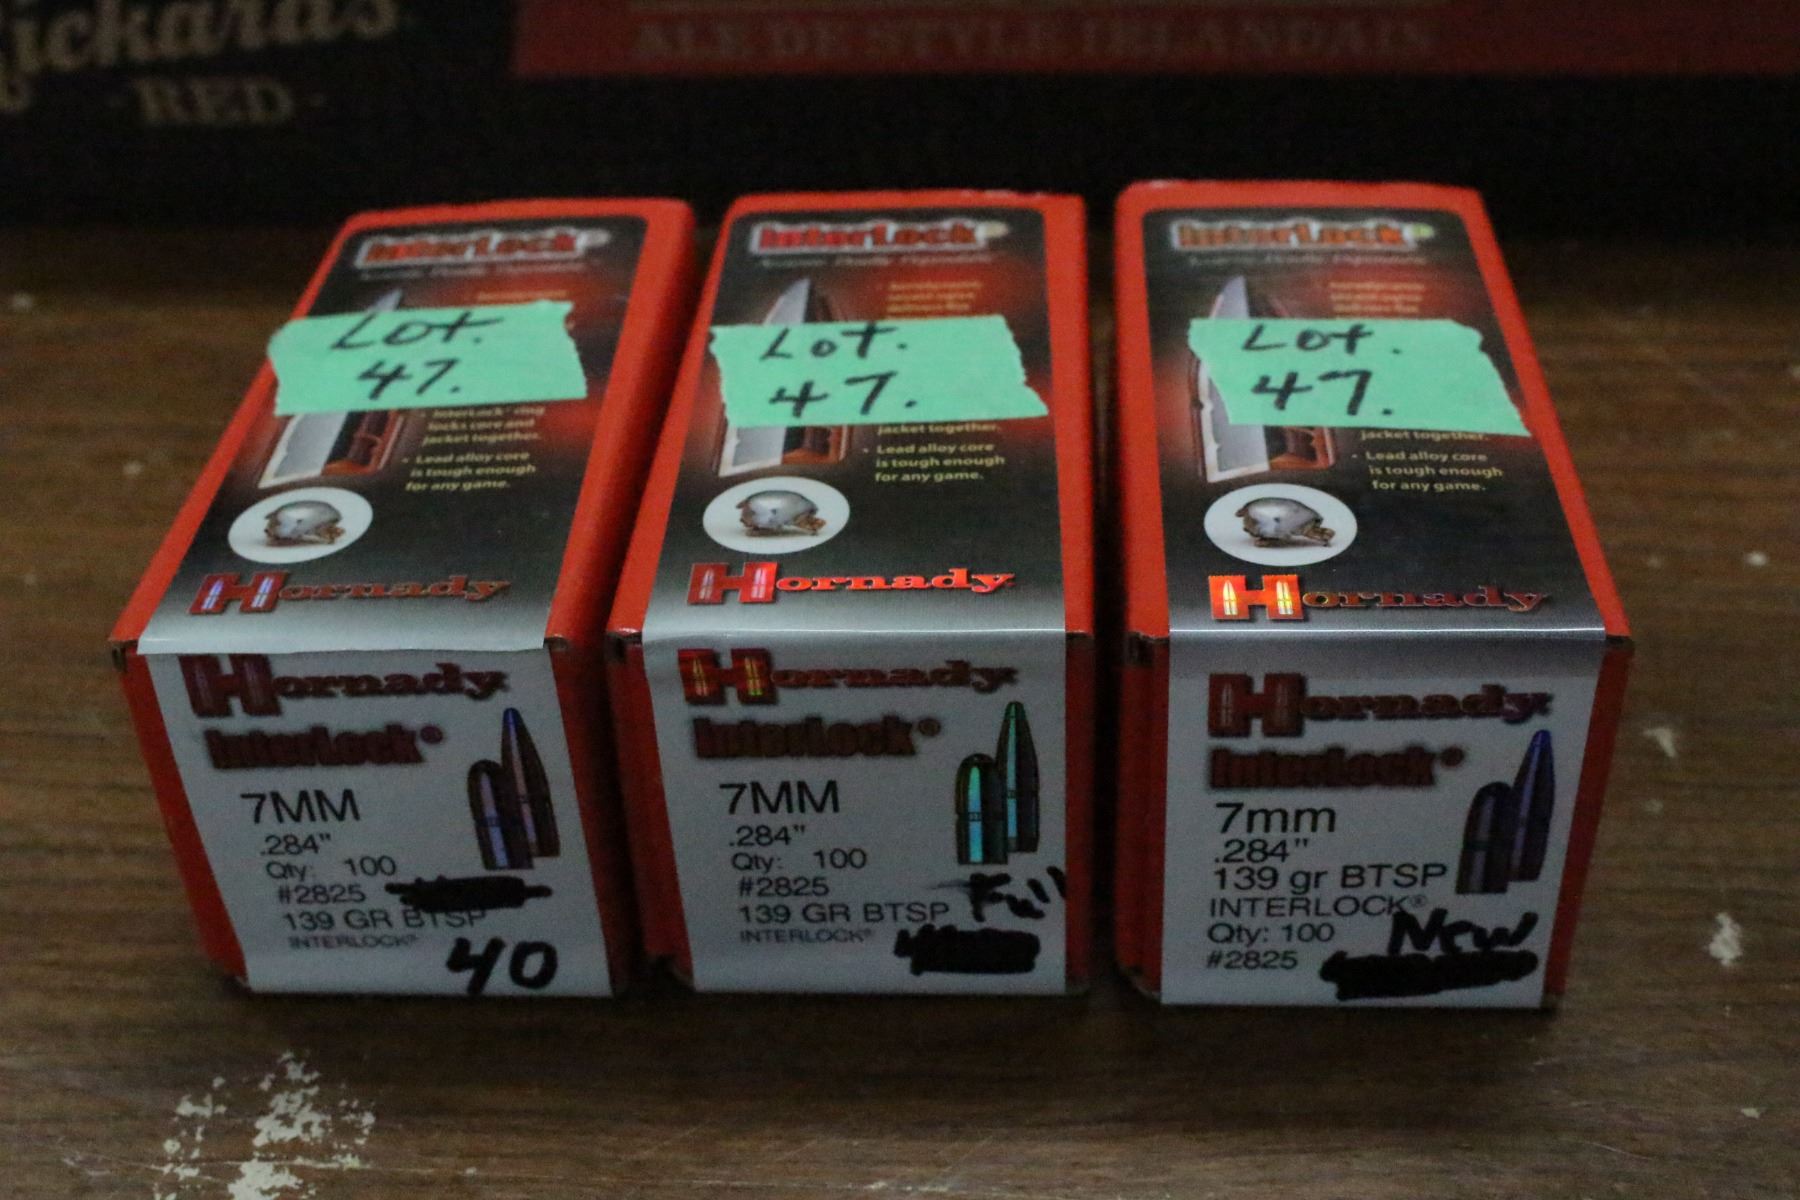 RED
ALE DE STYLE IRLANDAIS
InterLock®
Lot.
47.
• InterLock® ring
locks core and
jacket together.
• Lead alloy core
is tough enough
for any game.
Hornady
Hornady
InterLock®
7MM
.284"
Qty: 100
#2825
139 GR BTSP
INTERLOCK®
40
InterLock®
Lot.
47.
jacket together.
• Lead alloy core
is tough enough
for any game.
Hornady
Hornady
InterLock®
7MM
.284"
Qty: 100
#2825
139 GR BTSP Full
INTERLOCK®
InterLock®
Lot.
47.
jacket together.
• Lead alloy core
is tough enough
for any game.
Hornady
Hornady
InterLock®
7mm
.284"
139 gr BTSP
INTERLOCK®
Qty: 100 New
#2825